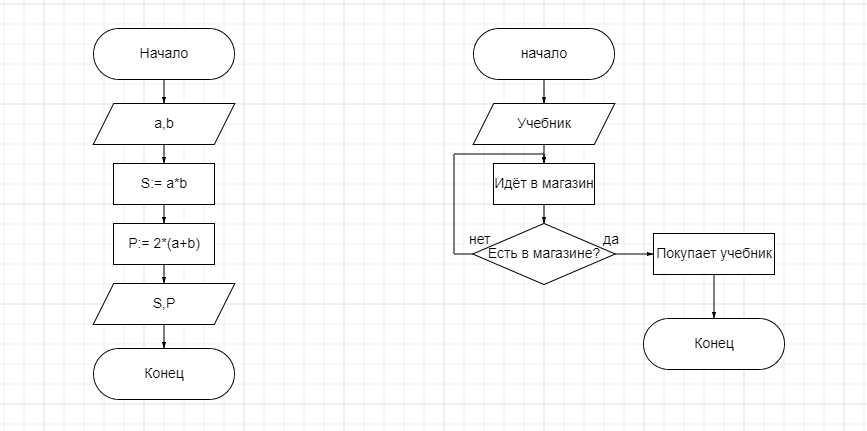 Начало
a,b
S:= a*b
P:= 2*(a+b)
S,P
Конец
начало
Учебник
Идёт в магазин
нет
да
Есть в магазине?
Покупает учебник
Конец